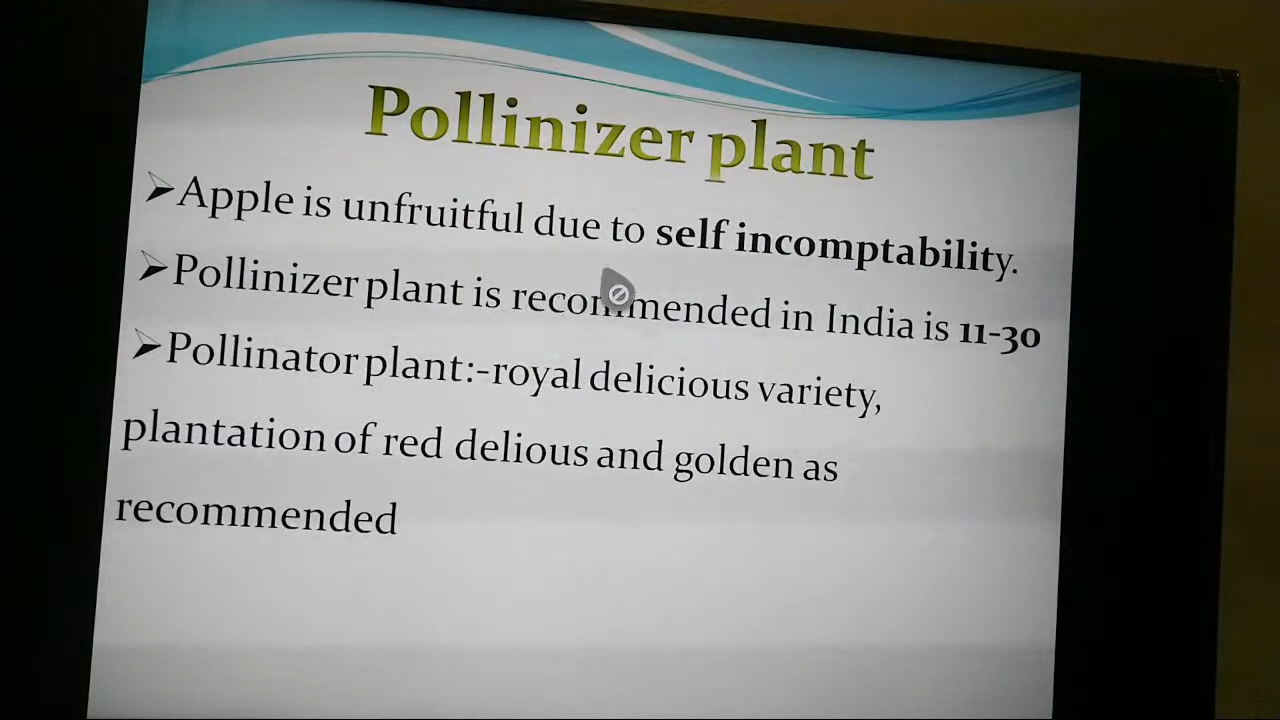 Pollinizer plant
Apple is unfruitful due to self incomptability.
Pollinizer plant is recommended in India is 11-30
Pollinator plant:-royal delicious variety,
plantation of red delious and golden as
recommended